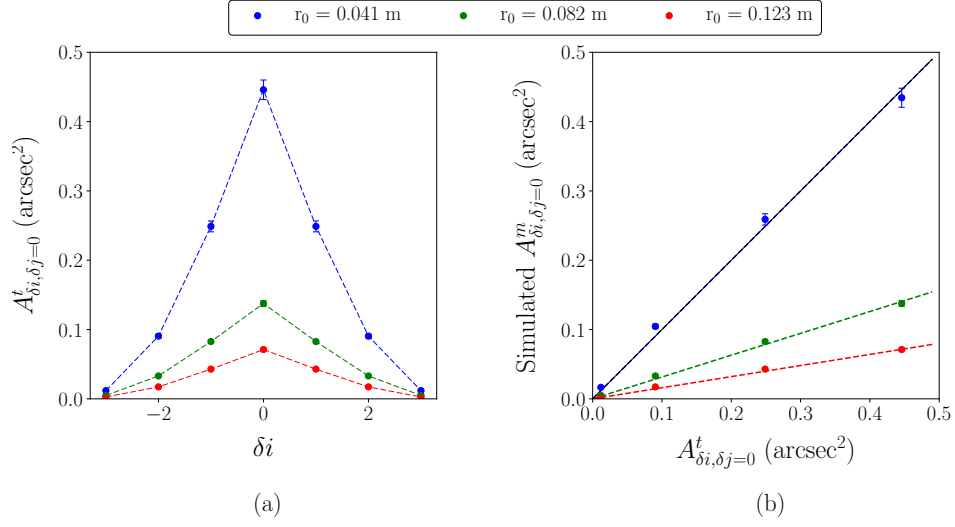 r₀ = 0.041 m r₀ = 0.082 m r₀ = 0.123 m
0.5
0.4
0.3
0.2
0.1
0.0
−2 0 2
δi
Aᵗ_{δi,δj=0} (arcsec²)
(a)
0.5
0.4
0.3
0.2
0.1
0.0
0.0 0.1 0.2 0.3 0.4 0.5
Aᵗ_{δi,δj=0} (arcsec²)
Simulated Aᵐ_{δi,δj=0} (arcsec²)
(b)